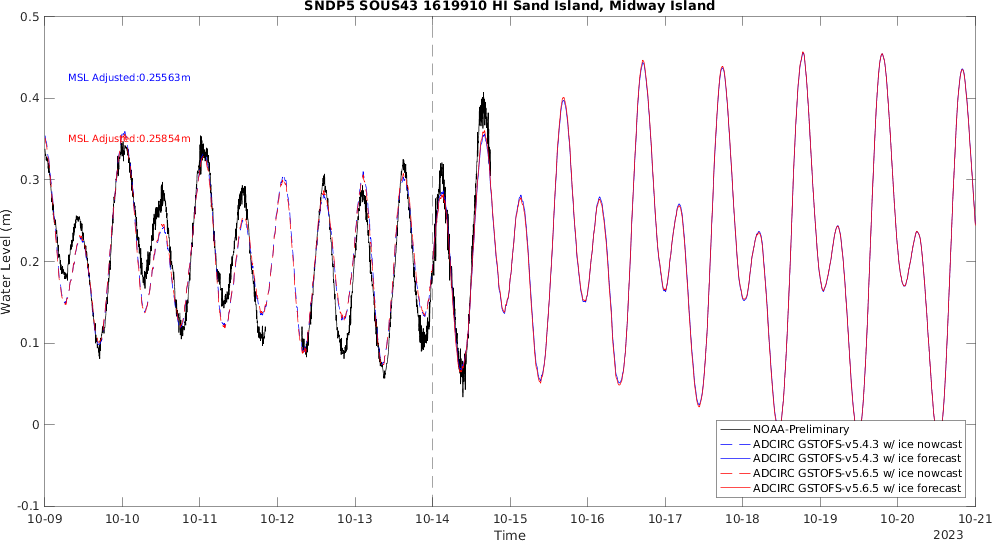 SNDP5 SOUS43 1619910 HI Sand Island, Midway Island
0.5
MSL Adjusted:0.25563m
0.4
MSL Adjusted:0.25854m
0.3
Water Level (m)
0.2
0.1
0
NOAA-Preliminary
ADCIRC GSTOFS-v5.4.3 w/ ice nowcast
ADCIRC GSTOFS-v5.4.3 w/ ice forecast
ADCIRC GSTOFS-v5.6.5 w/ ice nowcast
ADCIRC GSTOFS-v5.6.5 w/ ice forecast
-0.1
10-09 10-10 10-11 10-12 10-13 10-14 10-15 10-16 10-17 10-18 10-19 10-20 10-21
Time
2023